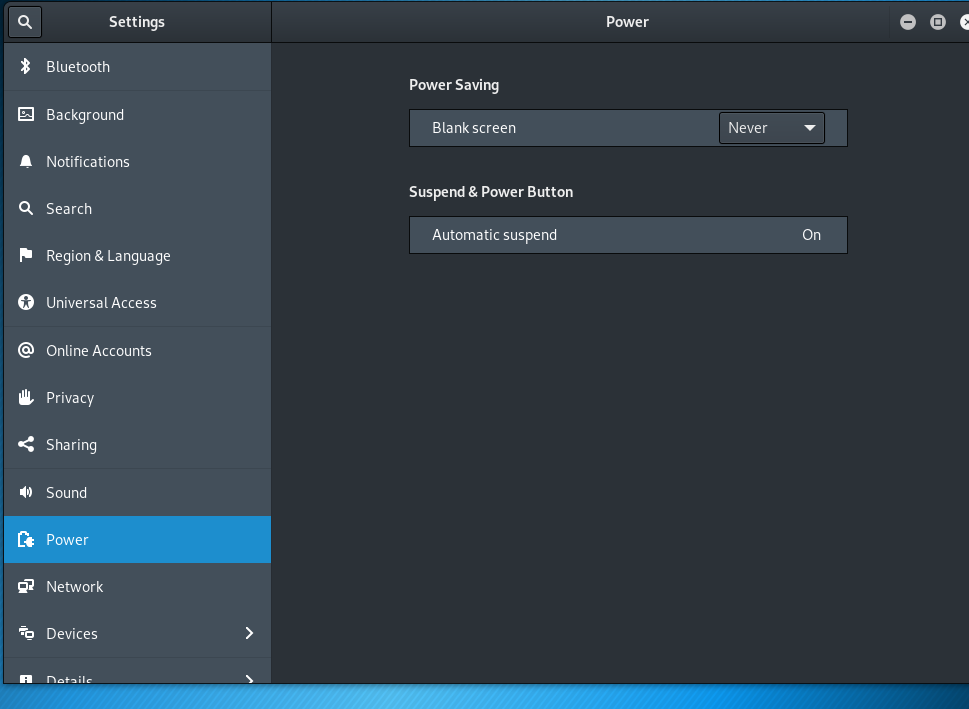 Settings
Power
Bluetooth
Background
Notifications
Search
Region & Language
Universal Access
Online Accounts
Privacy
Sharing
Sound
Power
Network
Devices
Details
Power Saving
Blank screen
Never
Suspend & Power Button
Automatic suspend
On